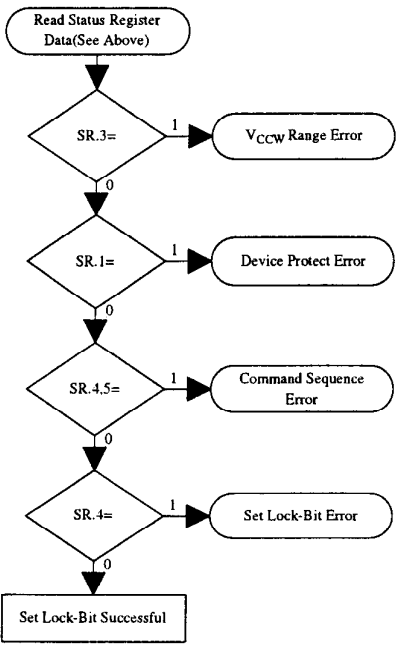 Read Status Register
Data(See Above)
SR.3=
1
VCCW Range Error
0
SR.1=
1
Device Protect Error
0
SR.4,5=
1
Command Sequence
Error
0
SR.4=
1
Set Lock-Bit Error
0
Set Lock-Bit Successful